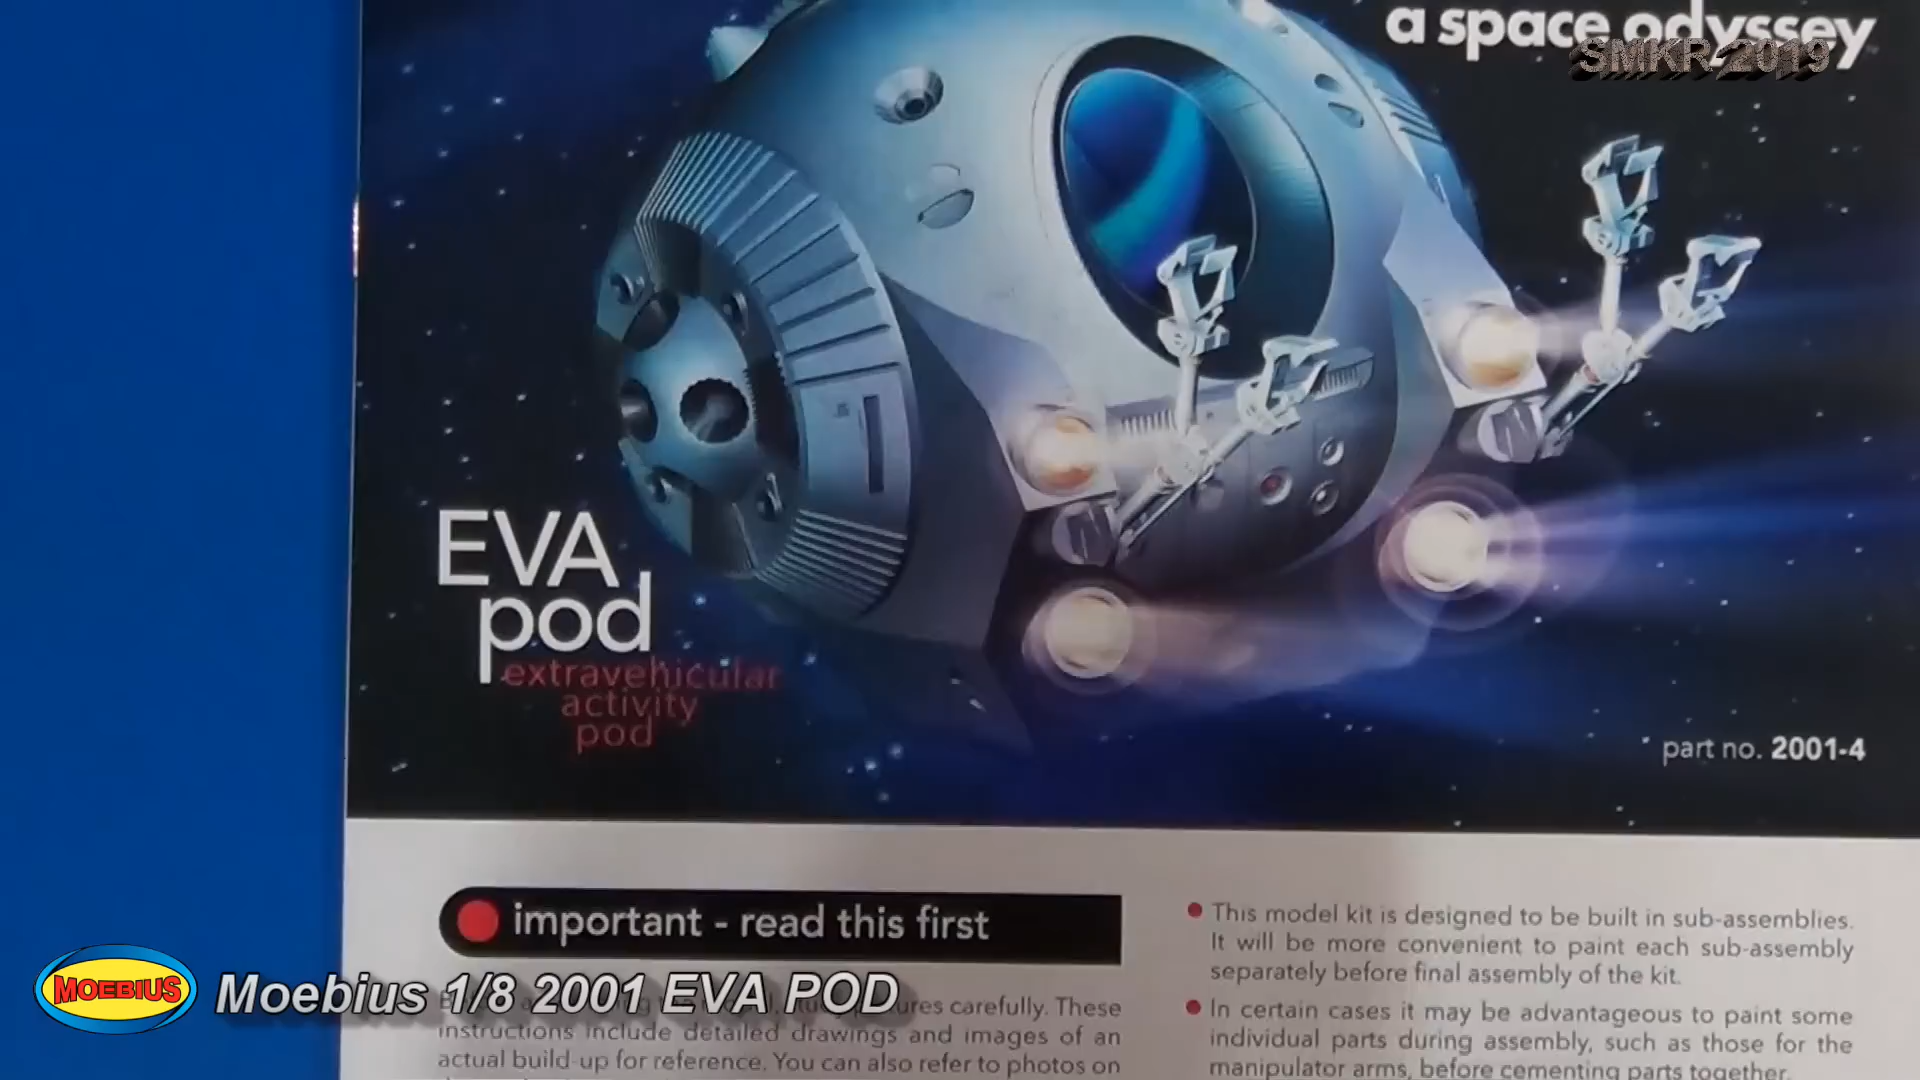 a space odyssey
SMKR 2019
EVA
pod
extravehicular
activity
pod
part no. 2001-4
important - read this first
ures carefully. These
instructions include detailed drawings and images of an
actual build-up for reference. You can also refer to photos on
This model kit is designed to be built in sub-assemblies.
It will be more convenient to paint each sub-assembly
separately before final assembly of the kit.
In certain cases it may be advantageous to paint some
individual parts during assembly, such as those for the
manipulator arms, before cementing parts together.
MOEBIUS
Moebius 1/8 2001 EVA POD